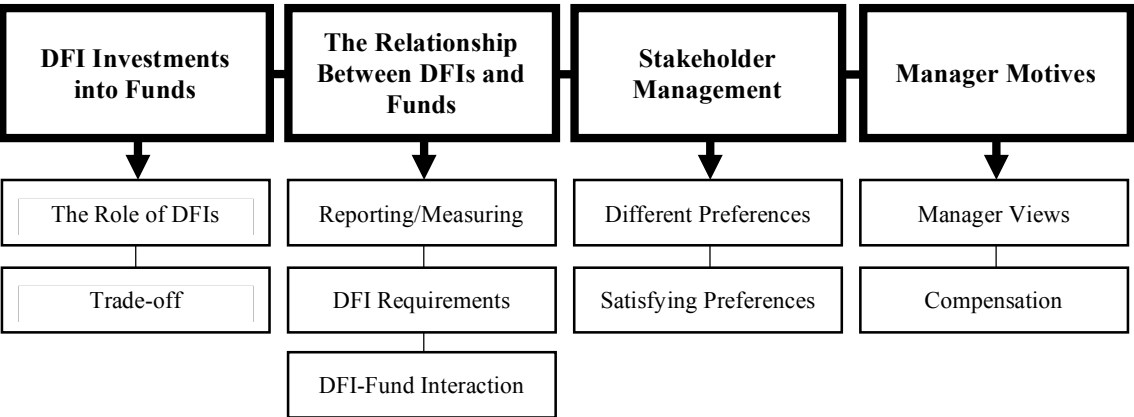 DFI Investments
into Funds
The Relationship
Between DFIs and
Funds
Stakeholder
Management
Manager Motives
The Role of DFIs
Trade-off
Reporting/Measuring
DFI Requirements
DFI-Fund Interaction
Different Preferences
Satisfying Preferences
Manager Views
Compensation